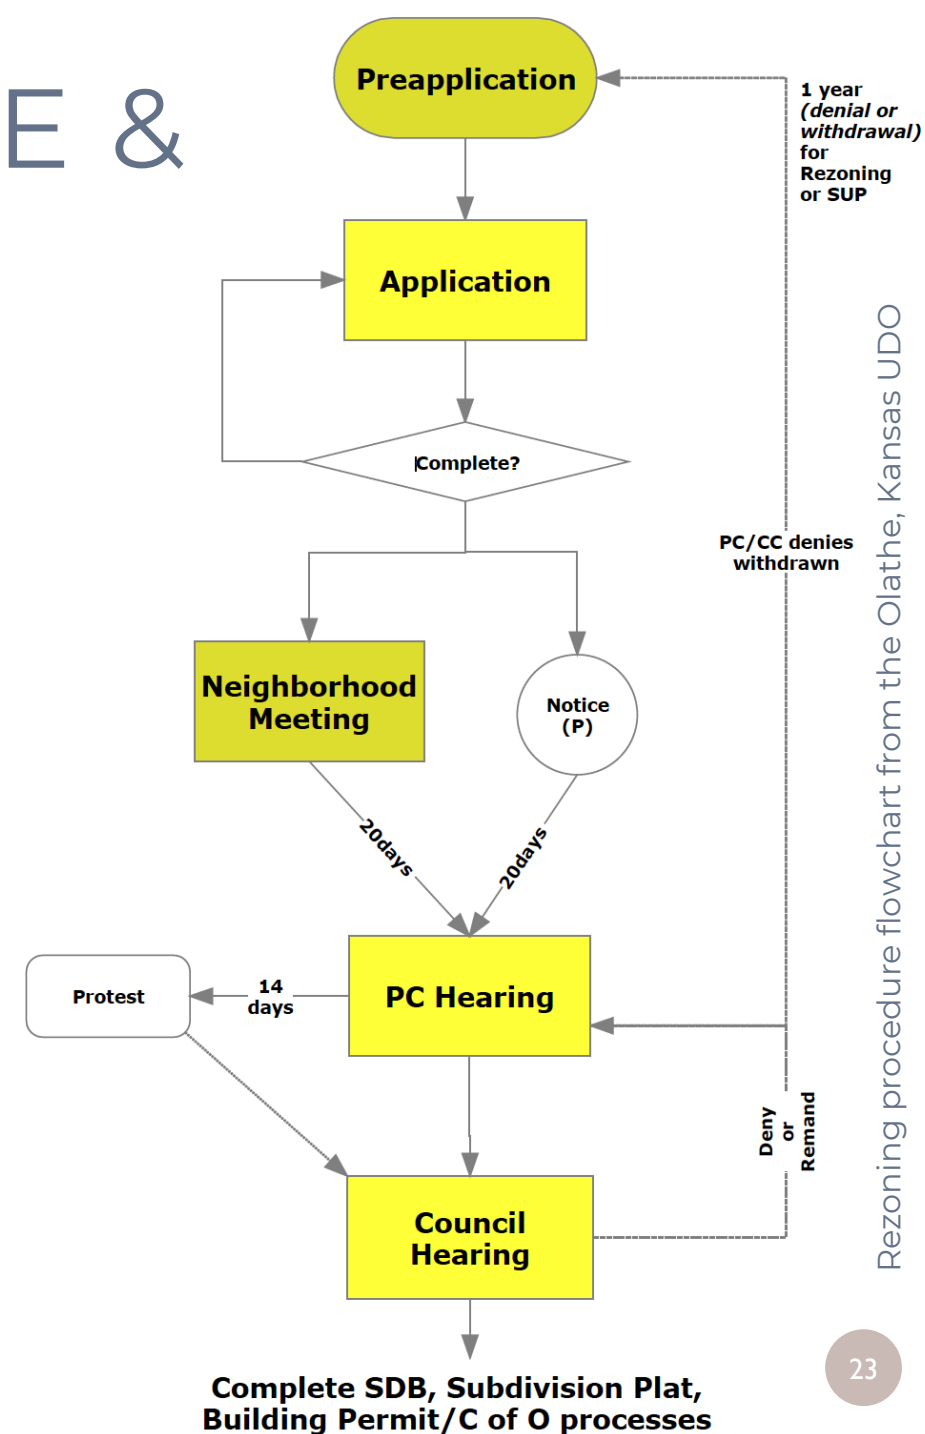 E &
Preapplication
1 year
(denial or
withdrawal)
for
Rezoning
or SUP
Application
Complete?
PC/CC denies
withdrawn
Neighborhood
Meeting
Notice
(P)
20days
20days
PC Hearing
14
days
Protest
Deny
or
Remand
Council
Hearing
Complete SDB, Subdivision Plat,
Building Permit/C of O processes
Rezoning procedure flowchart from the Olathe, Kansas UDO
23